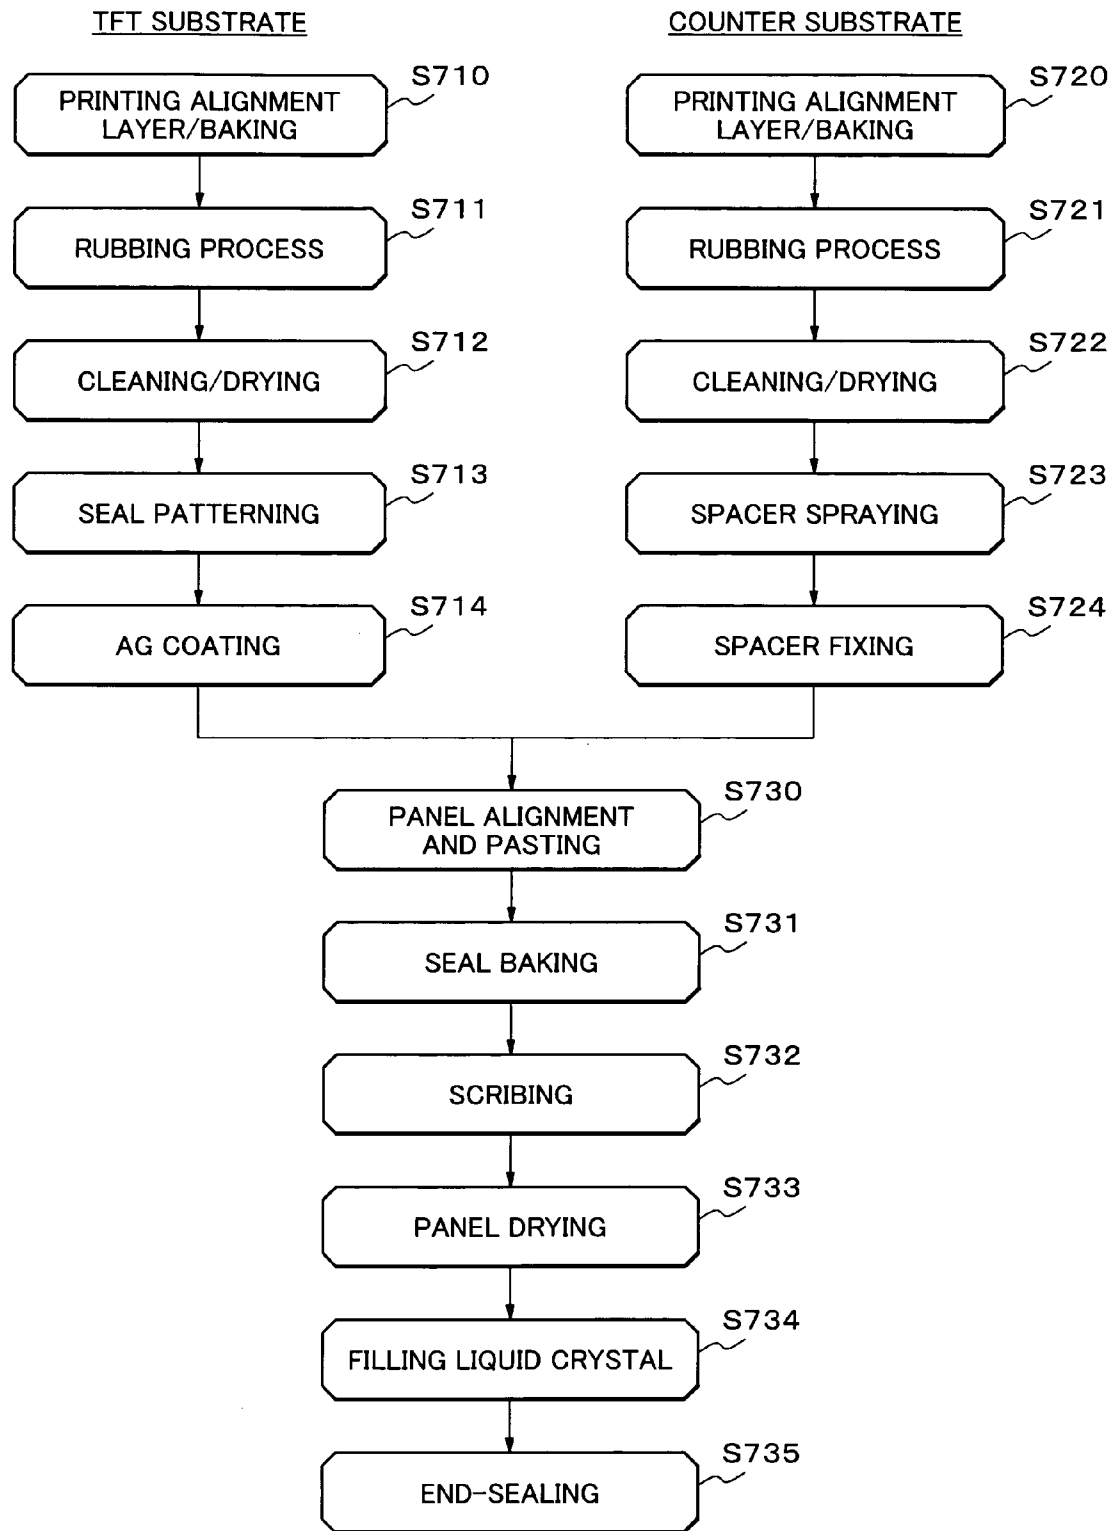 TFT SUBSTRATE
COUNTER SUBSTRATE
S710
PRINTING ALIGNMENT
LAYER/BAKING
S720
PRINTING ALIGNMENT
LAYER/BAKING
S711
RUBBING PROCESS
S721
RUBBING PROCESS
S712
CLEANING/DRYING
S722
CLEANING/DRYING
S713
SEAL PATTERNING
S723
SPACER SPRAYING
S714
AG COATING
S724
SPACER FIXING
S730
PANEL ALIGNMENT
AND PASTING
S731
SEAL BAKING
S732
SCRIBING
S733
PANEL DRYING
S734
FILLING LIQUID CRYSTAL
S735
END-SEALING